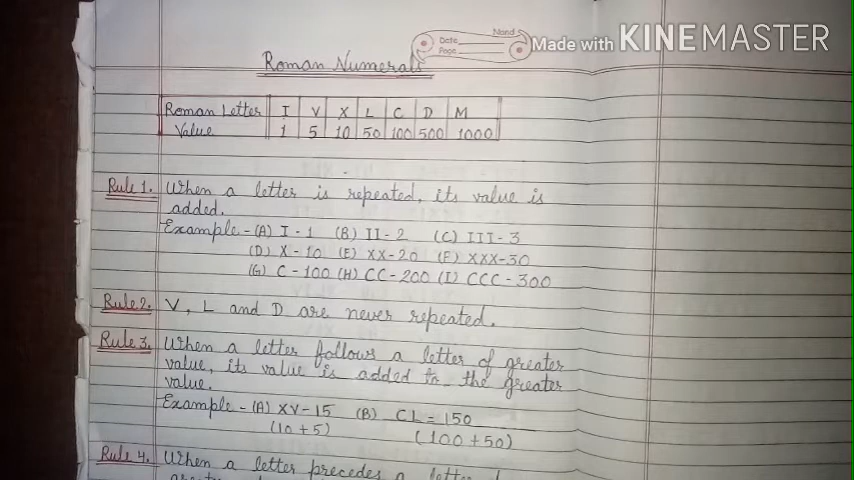 Made with KINEMASTER
Nand
Date
Page
Roman Numerals
Roman Letter I V X L C D M
Value 1 5 10 50 100 500 1000
Rule 1. When a letter is repeated, its value is
added.
Example - (A) I - 1 (B) II - 2 (C) III - 3
(D) X - 10 (E) XX - 20 (F) XXX - 30
(G) C - 100 (H) CC - 200 (I) CCC - 300
Rule 2. V, L and D are never repeated.
Rule 3. When a letter follows a letter of greater
value, its value is added to the greater
value.
Example - (A) XV - 15 (B) CL = 150
(10 + 5) (100 + 50)
Rule 4. When a letter precedes a letter